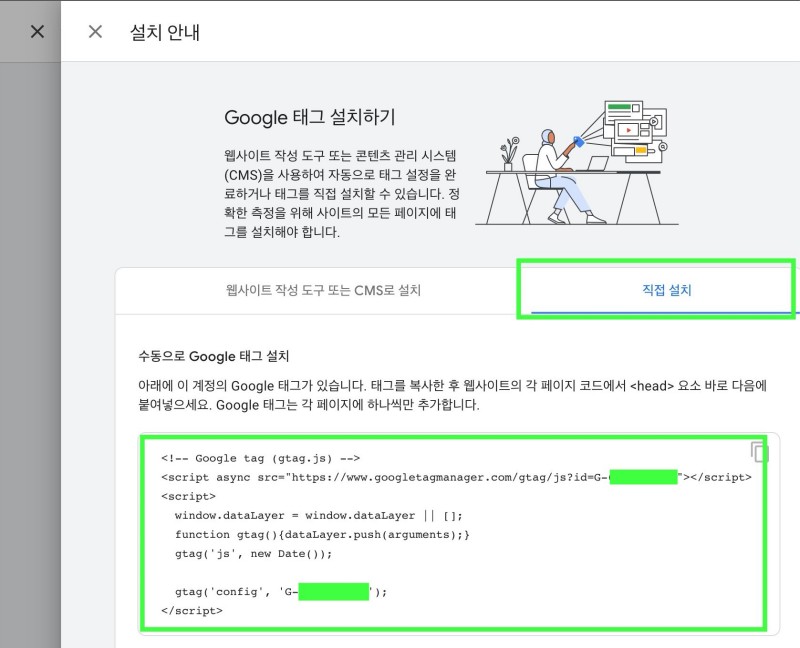 설치 안내
Google 태그 설치하기
웹사이트 작성 도구 또는 콘텐츠 관리 시스템
(CMS)을 사용하여 자동으로 태그 설정을 완
료하거나 태그를 직접 설치할 수 있습니다. 정
확한 측정을 위해 사이트의 모든 페이지에 태
그를 설치해야 합니다.
웹사이트 작성 도구 또는 CMS로 설치
직접 설치
수동으로 Google 태그 설치
아래에 이 계정의 Google 태그가 있습니다. 태그를 복사한 후 웹사이트의 각 페이지 코드에서 <head> 요소 바로 다음에
붙여넣으세요. Google 태그는 각 페이지에 하나씩만 추가합니다.
<!-- Google tag (gtag.js) -->
<script async src="https://www.googletagmanager.com/gtag/js?id=G-"></script>
<script>
window.dataLayer = window.dataLayer || [];
function gtag(){dataLayer.push(arguments);}
gtag('js', new Date());
gtag('config', 'G-');
</script>